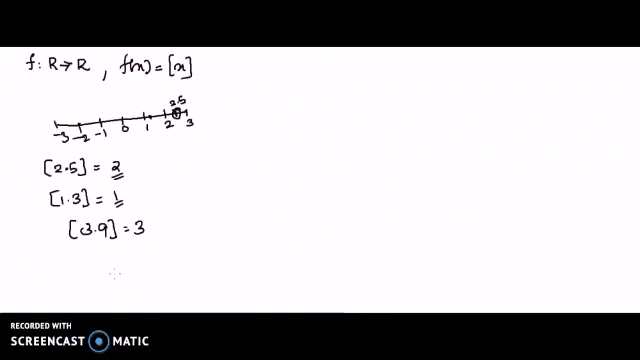 f: R→R , f(x) = [x]
2.5
-3 -2 -1 0 1 2 3
[2.5] = 2
[1.3] = 1
[3.9] = 3
RECORDED WITH
SCREENCAST MATIC